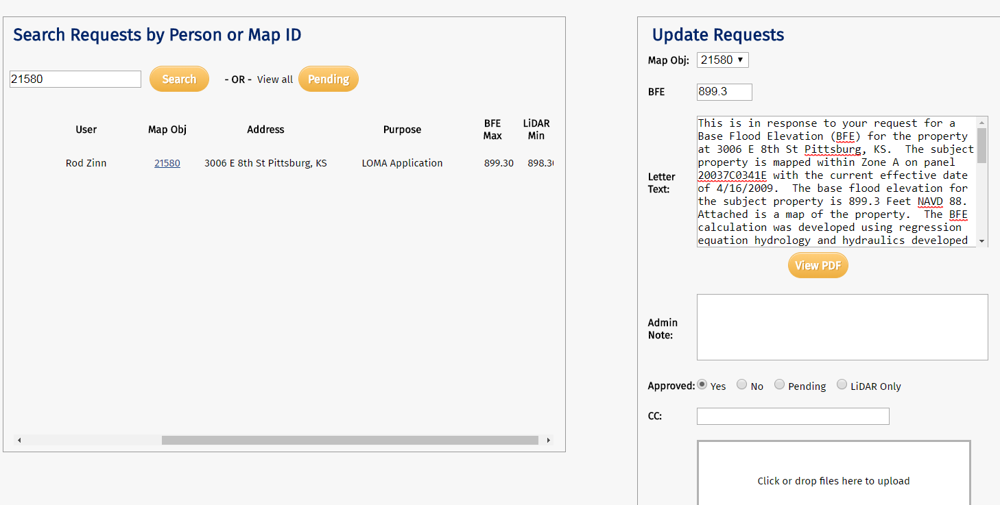 Search Requests by Person or Map ID
21580 Search - OR - View all Pending
User Map Obj Address Purpose BFE Max LiDAR Min
Rod Zinn 21580 3006 E 8th St Pittsburg, KS LOMA Application 899.30 898.30
Update Requests
Map Obj: 21580
BFE 899.3
Letter Text:
This is in response to your request for a
Base Flood Elevation (BFE) for the property
at 3006 E 8th St Pittsburg, KS. The subject
property is mapped within Zone A on panel
20037C0341E with the current effective date
of 4/16/2009. The base flood elevation for
the subject property is 899.3 Feet NAVD 88.
Attached is a map of the property. The BFE
calculation was developed using regression
equation hydrology and hydraulics developed
View PDF
Admin Note:
Approved: Yes No Pending LiDAR Only
CC:
Click or drop files here to upload